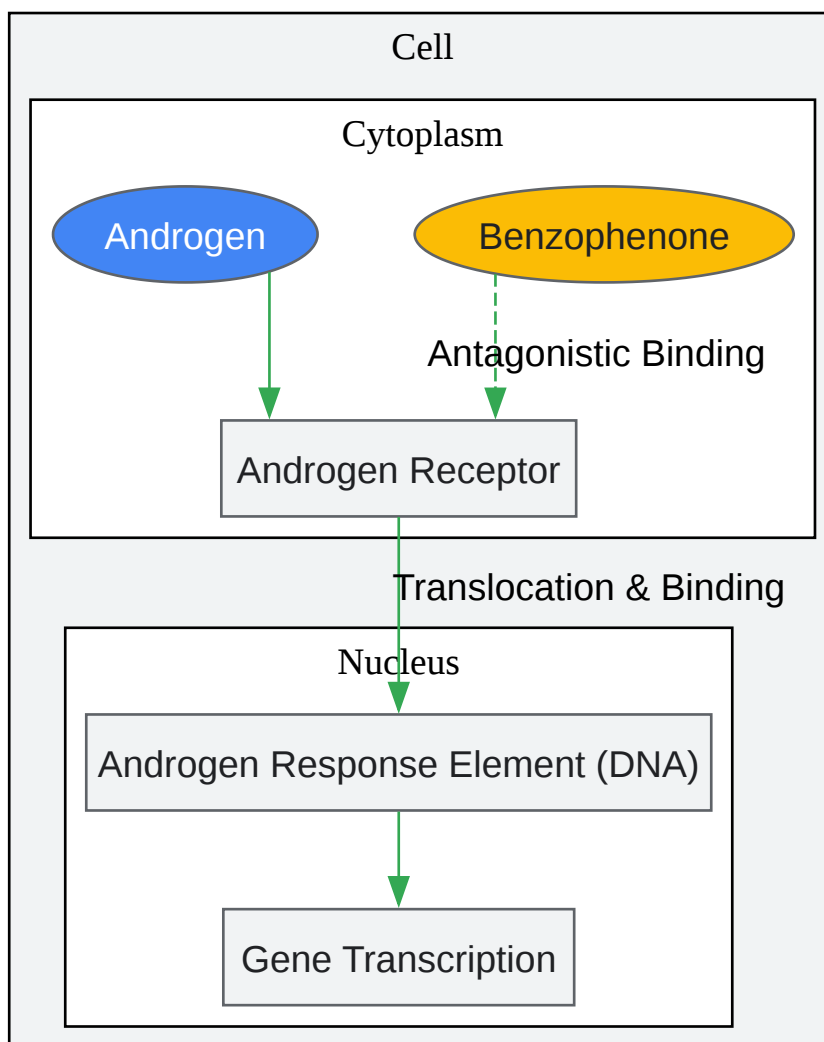 Cell
Cytoplasm
Androgen
Benzophenone
Antagonistic Binding
Androgen Receptor
Translocation & Binding
Nucleus
Androgen Response Element (DNA)
Gene Transcription